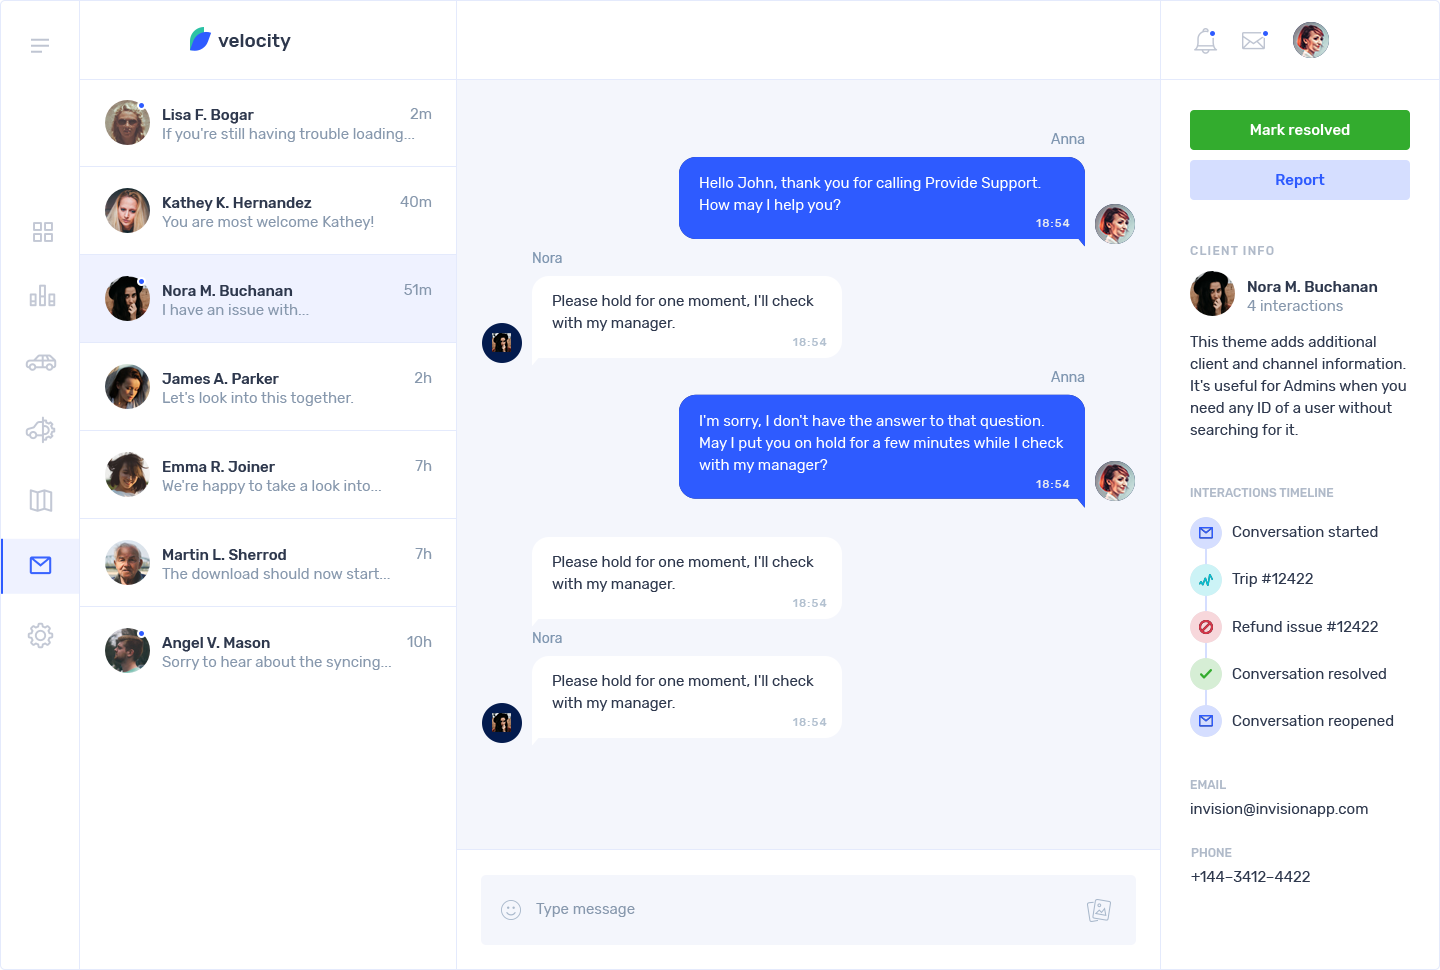 velocity
Lisa F. Bogar
2m
If you're still having trouble loading...
Kathey K. Hernandez
40m
You are most welcome Kathey!
Nora M. Buchanan
51m
I have an issue with...
James A. Parker
2h
Let's look into this together.
Emma R. Joiner
7h
We're happy to take a look into...
Martin L. Sherrod
7h
The download should now start...
Angel V. Mason
10h
Sorry to hear about the syncing...
Anna
Hello John, thank you for calling Provide Support.
How may I help you?
18:54
Nora
Please hold for one moment, I'll check
with my manager.
18:54
Anna
I'm sorry, I don't have the answer to that question.
May I put you on hold for a few minutes while I check
with my manager?
18:54
Please hold for one moment, I'll check
with my manager.
18:54
Nora
Please hold for one moment, I'll check
with my manager.
18:54
Type message
Mark resolved
Report
CLIENT INFO
Nora M. Buchanan
4 interactions
This theme adds additional
client and channel information.
It's useful for Admins when you
need any ID of a user without
searching for it.
INTERACTIONS TIMELINE
Conversation started
Trip #12422
Refund issue #12422
Conversation resolved
Conversation reopened
EMAIL
invision@invisionapp.com
PHONE
+144-3412-4422